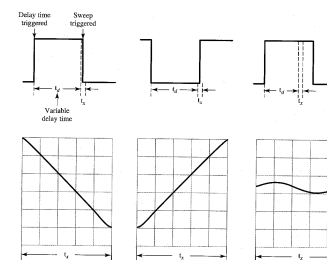 Delay time
triggered
Sweep
triggered
t_d
t_x
Variable
delay time
t_d
t_x
t_d
t_x
t_x
t_x
t_x